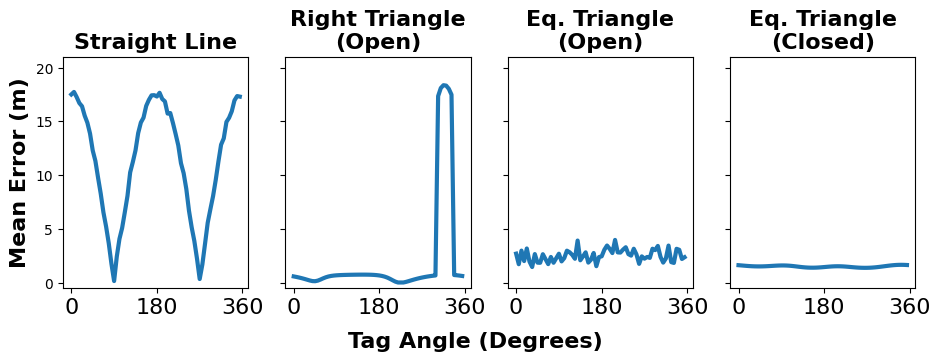 Straight Line
Right Triangle
(Open)
Eq. Triangle
(Open)
Eq. Triangle
(Closed)
Mean Error (m)
20
15
10
5
0
0 180 360
0 180 360
0 180 360
0 180 360
Tag Angle (Degrees)